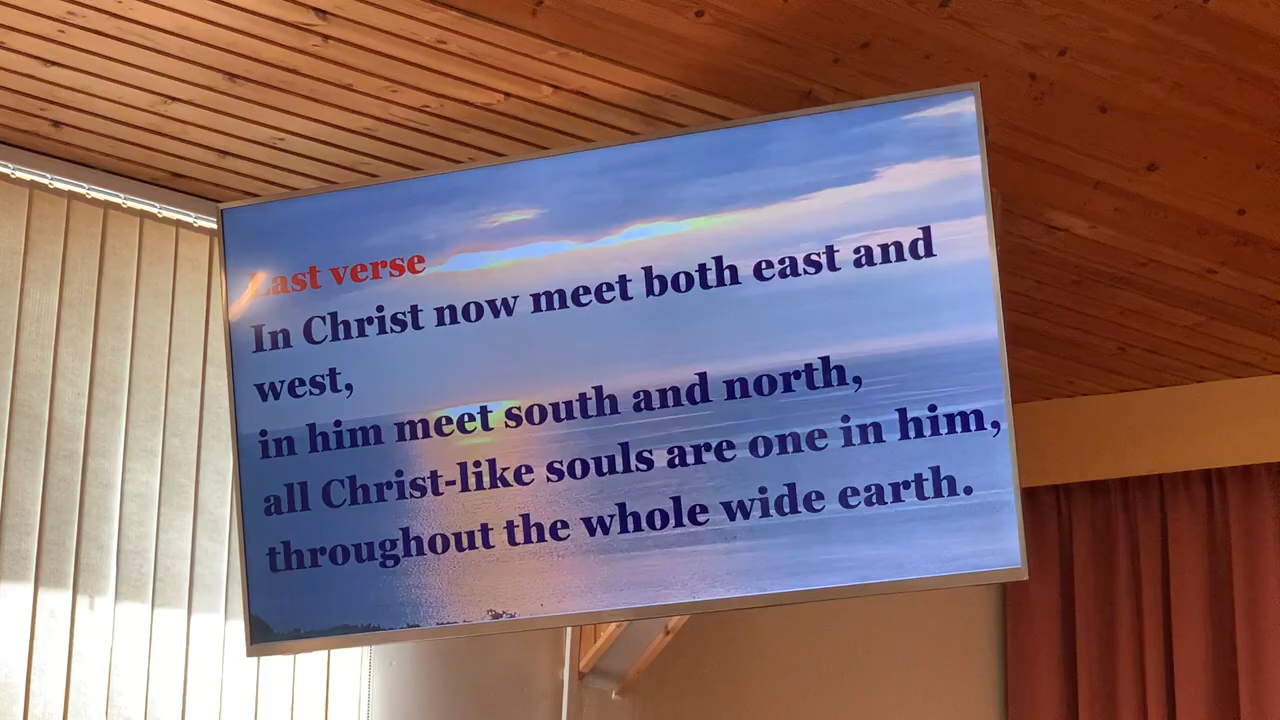 Last verse
In Christ now meet both east and
west,
in him meet south and north,
all Christ-like souls are one in him,
throughout the whole wide earth.